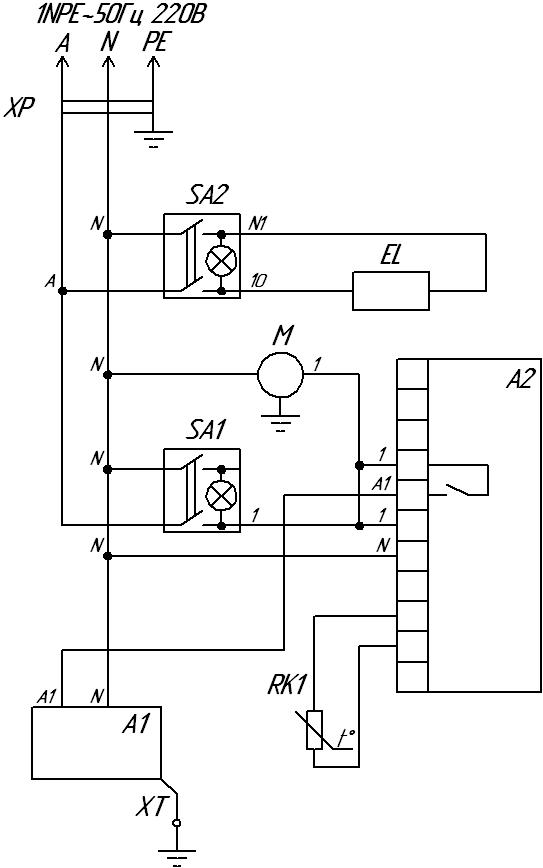 1NPE~50Гц 220В
A N PE
XP
SA2
N N1
EL
A 10
M
N 1
A2
SA1
N 1
A1
1 1
N N
RK1
t°
A1 N
A1
XT